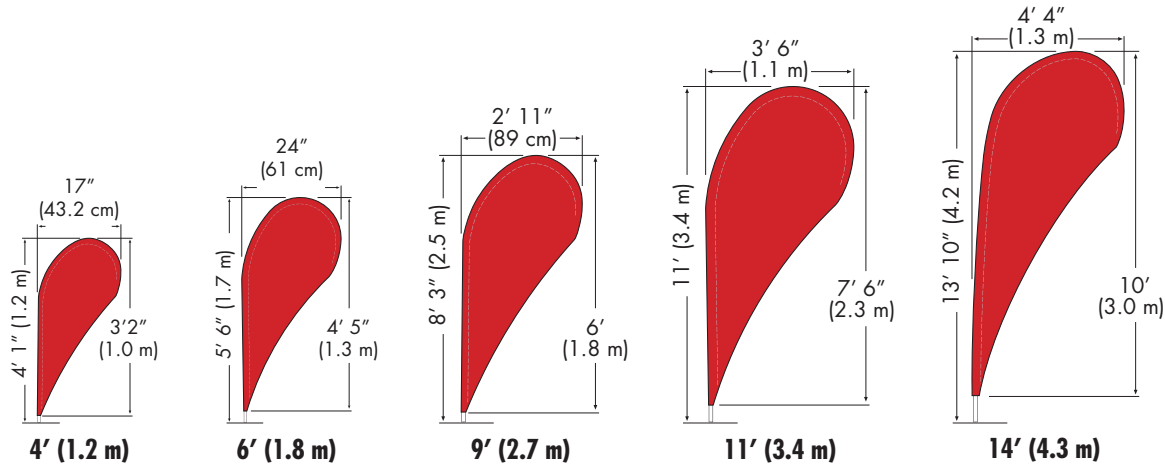 17”
(43.2 cm)
4’ 1” (1.2 m)
3’2”
(1.0 m)
4’ (1.2 m)
24”
(61 cm)
5’ 6” (1.7 m)
4’ 5”
(1.3 m)
6’ (1.8 m)
2’ 11”
(89 cm)
8’ 3” (2.5 m)
6’
(1.8 m)
9’ (2.7 m)
3’ 6”
(1.1 m)
11’ (3.4 m)
7’ 6”
(2.3 m)
11’ (3.4 m)
4’ 4”
(1.3 m)
13’ 10” (4.2 m)
10’
(3.0 m)
14’ (4.3 m)